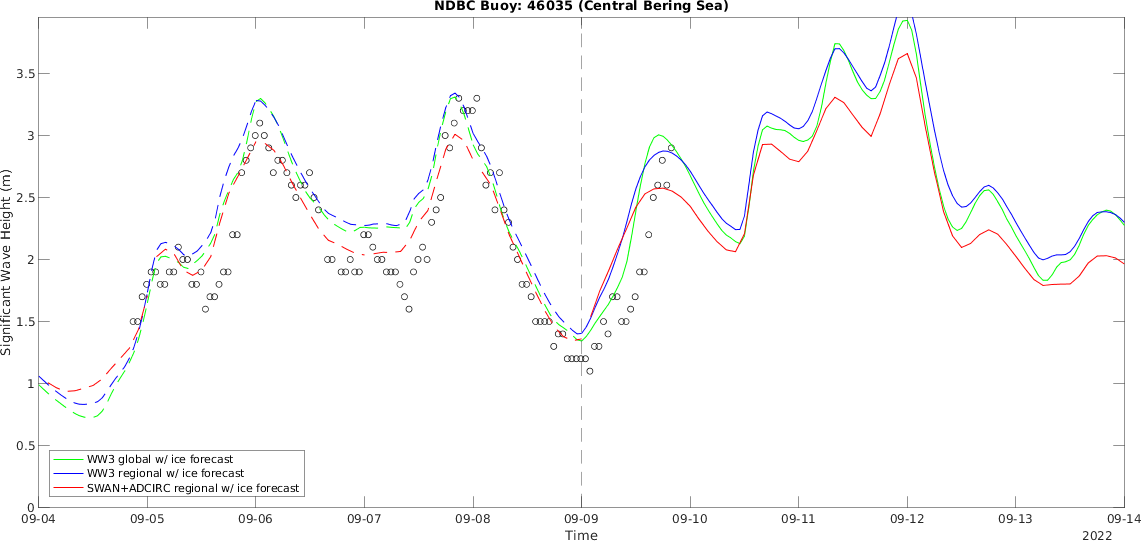 NDBC Buoy: 46035 (Central Bering Sea)
Significant Wave Height (m)
3.5
3
2.5
2
1.5
1
0.5
0
WW3 global w/ ice forecast
WW3 regional w/ ice forecast
SWAN+ADCIRC regional w/ ice forecast
09-04 09-05 09-06 09-07 09-08 09-09 09-10 09-11 09-12 09-13 09-14
Time
2022